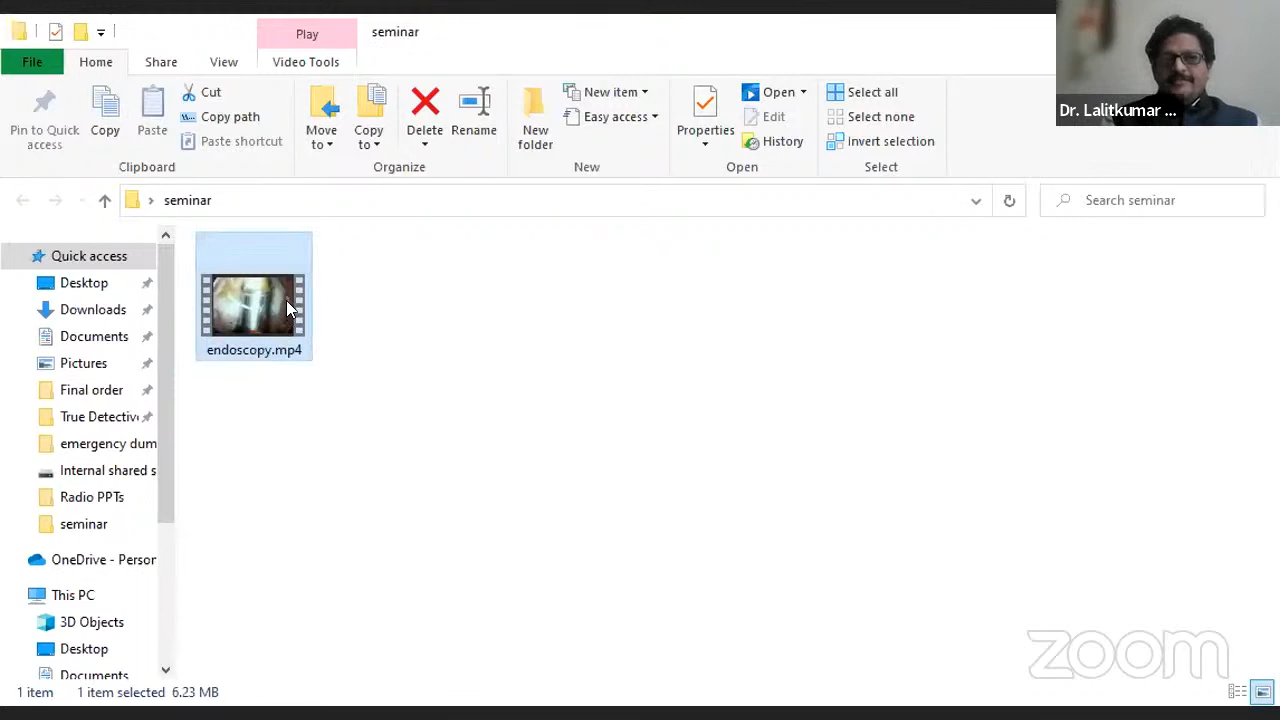 Play
seminar
File
Home
Share
View
Video Tools
Pin to Quick access
Copy
Paste
Cut
Copy path
Paste shortcut
Clipboard
Move to
Copy to
Delete
Rename
Organize
New folder
New item
Easy access
New
Properties
Open
Edit
History
Open
Select all
Select none
Invert selection
Select
Dr. Lalitkumar ...
seminar
Search seminar
Quick access
Desktop
Downloads
Documents
Pictures
Final order
True Detectiv
emergency dum
Internal shared s
Radio PPTs
seminar
OneDrive - Person
This PC
3D Objects
Desktop
Documents
endoscopy.mp4
1 item
1 item selected 6.23 MB
zoom